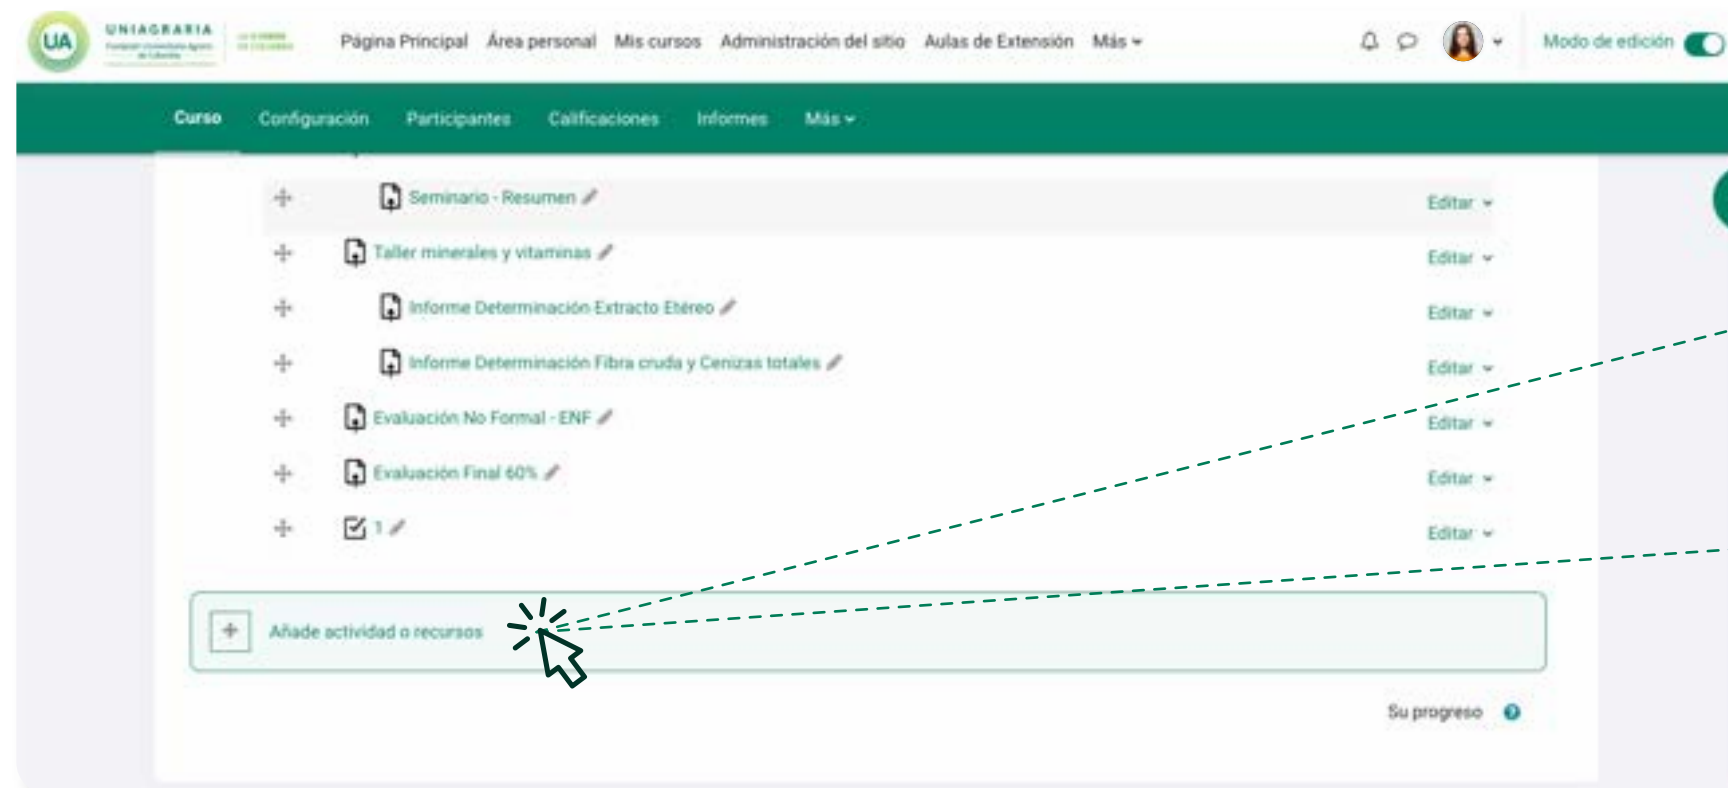 UA UNIAGRARIA
Página Principal Área personal Mis cursos Administración del sitio Aulas de Extensión Más Modo de edición
Curso Configuración Participantes Calificaciones Informes Más
Seminario - Resumen Editar
Taller minerales y vitaminas Editar
Informe Determinación Extracto Etéreo Editar
Informe Determinación Fibra cruda y Cenizas totales Editar
Evaluación No Formal - ENF Editar
Evaluación Final 60% Editar
1 Editar
Añade actividad o recursos
Su progreso ?